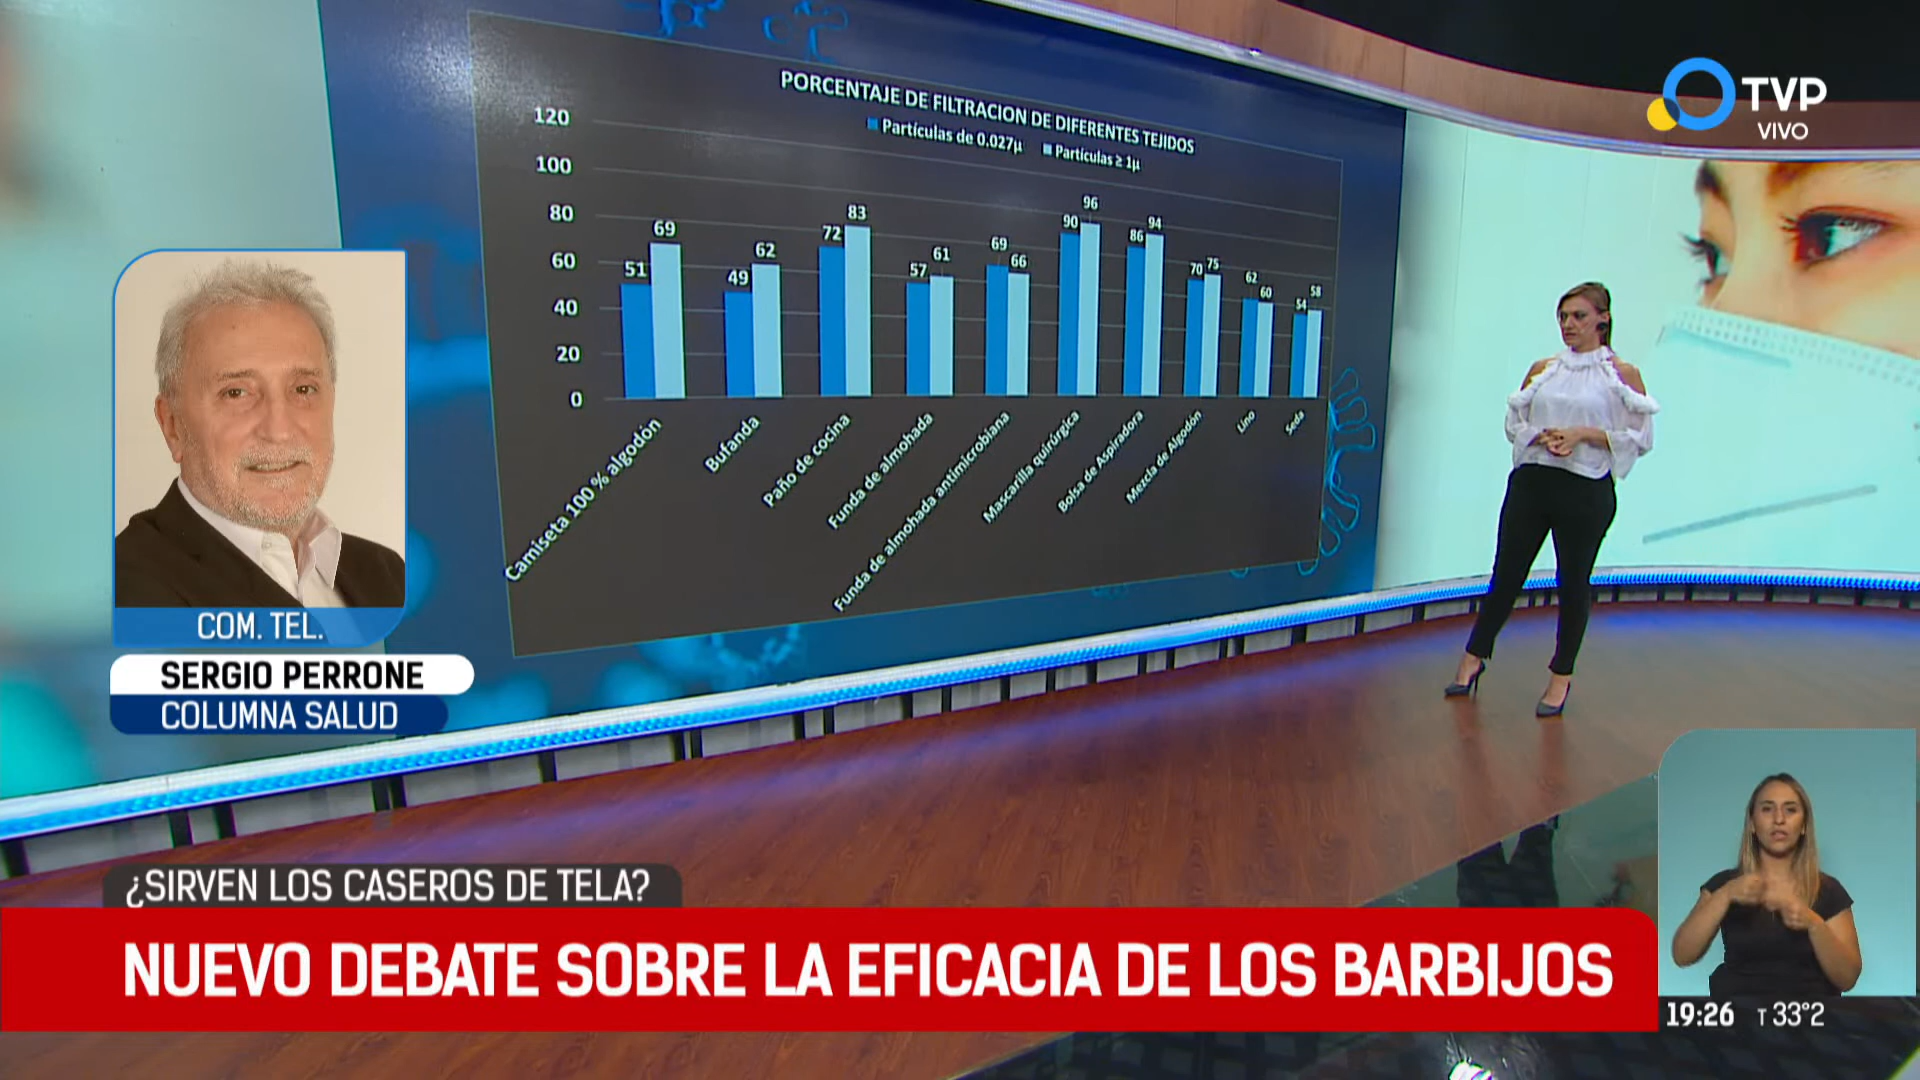 PORCENTAJE DE FILTRACION DE DIFERENTES TEJIDOS
Partículas de 0.027µ Partículas ≥ 1µ
120
100
80
60
40
20
0
51 69
49 62
72 83
57 61
69 66
90 96
86 94
70 75
62 60
54 58
Camiseta 100 % algodón
Bufanda
Paño de cocina
Funda de almohada
Funda de almohada antimicrobiana
Mascarilla quirúrgica
Bolsa de Aspiradora
Mezcla de Algodón
Lino
Seda
TVP
VIVO
COM. TEL.
SERGIO PERRONE
COLUMNA SALUD
¿SIRVEN LOS CASEROS DE TELA?
NUEVO DEBATE SOBRE LA EFICACIA DE LOS BARBIJOS
19:26 T 33°2